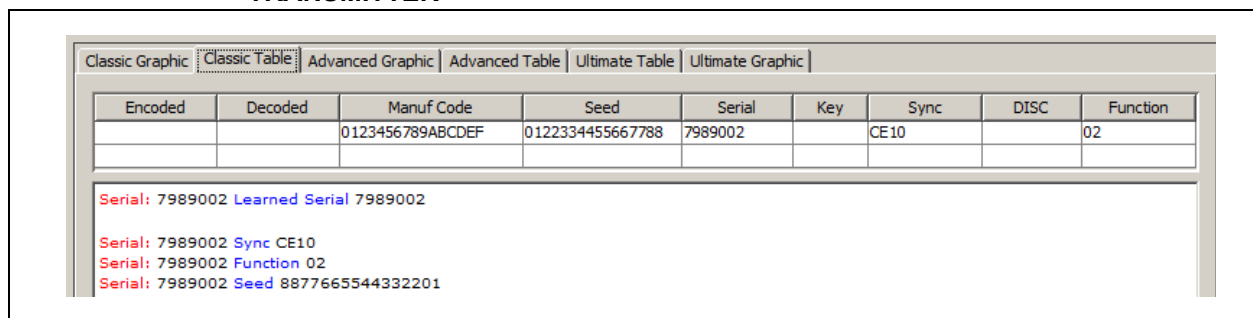 Classic Graphic Classic Table Advanced Graphic Advanced Table Ultimate Table Ultimate Graphic
Encoded Decoded Manuf Code Seed Serial Key Sync DISC Function
0123456789ABCDEF 0122334455667788 7989002 CE10 02
Serial: 7989002 Learned Serial 7989002
Serial: 7989002 Sync CE10
Serial: 7989002 Function 02
Serial: 7989002 Seed 8877665544332201